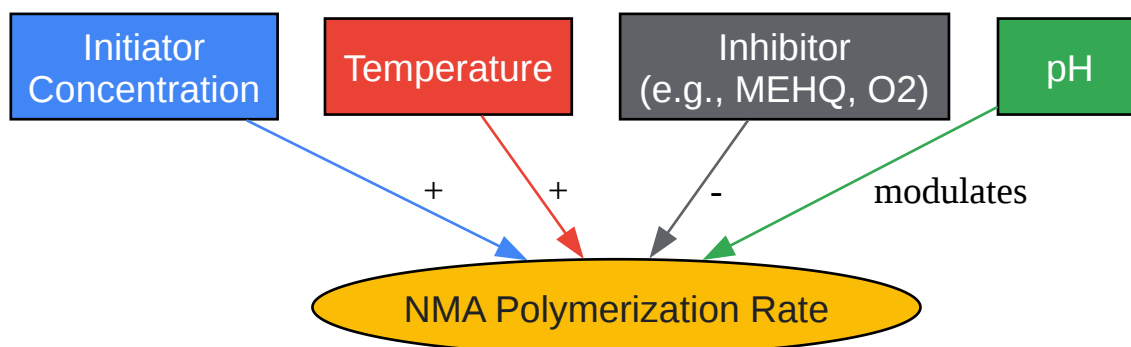 Initiator
Concentration
Temperature
Inhibitor
(e.g., MEHQ, O2)
pH
+
+
-
modulates
NMA Polymerization Rate